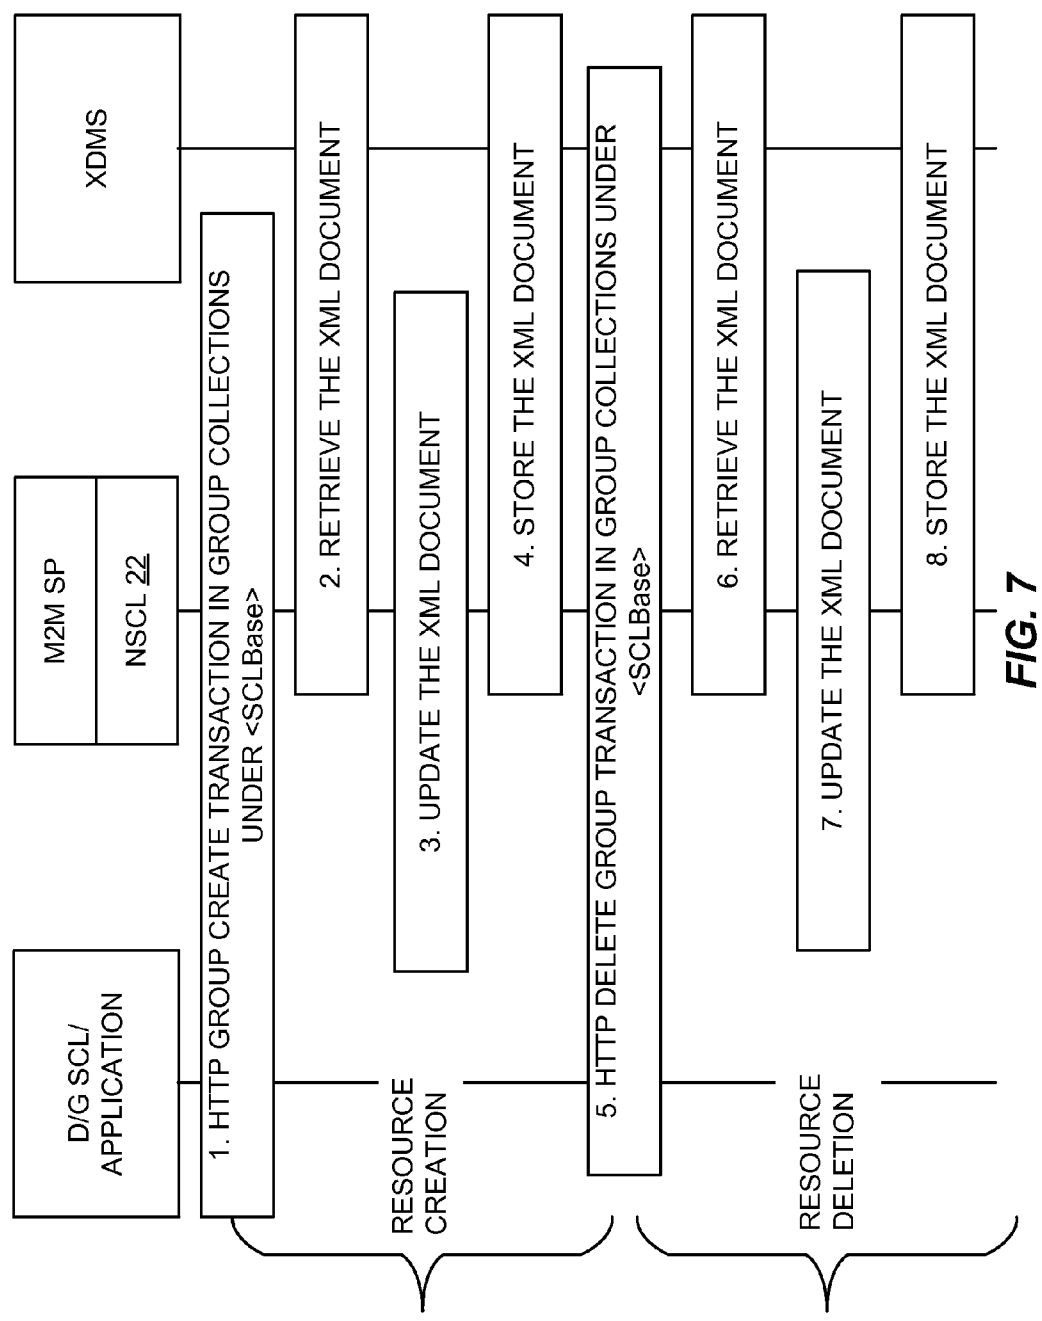 D/G SCL/
APPLICATION
M2M SP
NSCL 22
XDMS
1. HTTP GROUP CREATE TRANSACTION IN GROUP COLLECTIONS
UNDER <SCLBase>
2. RETRIEVE THE XML DOCUMENT
RESOURCE
CREATION
3. UPDATE THE XML DOCUMENT
4. STORE THE XML DOCUMENT
5. HTTP DELETE GROUP TRANSACTION IN GROUP COLLECTIONS UNDER
<SCLBase>
6. RETRIEVE THE XML DOCUMENT
RESOURCE
DELETION
7. UPDATE THE XML DOCUMENT
8. STORE THE XML DOCUMENT
FIG. 7